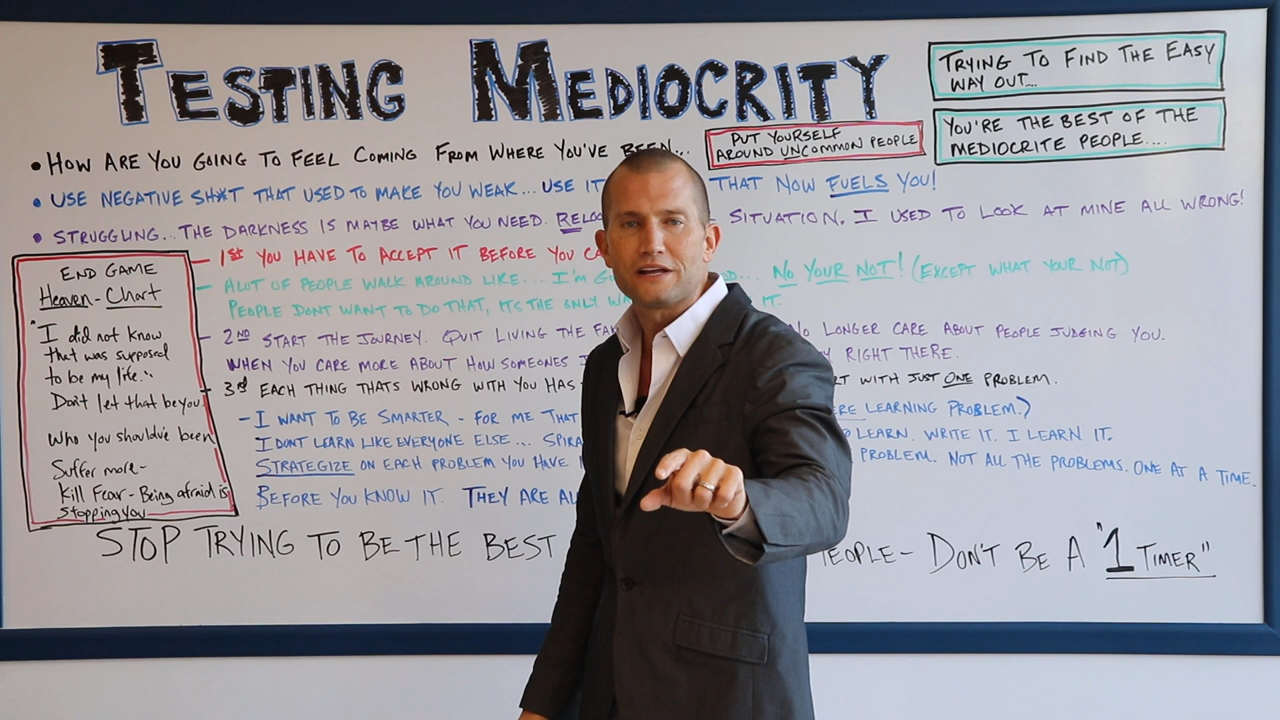 TESTING MEDIOCRITY
TRYING TO FIND THE EASY
WAY OUT...
YOU'RE THE BEST OF THE
MEDIOCRITE PEOPLE....
PUT YOURSELF
AROUND UNCOMMON PEOPLE
• HOW ARE YOU GOING TO FEEL COMING FROM WHERE YOU'VE BEEN...
• USE NEGATIVE SH*T THAT USED TO MAKE YOU WEAK... USE IT THAT NOW FUELS YOU!
• STRUGGLING... THE DARKNESS IS MAYBE WHAT YOU NEED. SITUATION. I USED TO LOOK AT MINE ALL WRONG!
- 1ST YOU HAVE TO ACCEPT IT BEFORE YOU
- ALOT OF PEOPLE WALK AROUND LIKE.... I'M NO YOUR NOT! (EXCEPT WHAT YOUR NOT)
PEOPLE DONT WANT TO DO THAT, ITS THE ONLY IT.
- 2ND START THE JOURNEY. QUIT LIVING THE NO LONGER CARE ABOUT PEOPLE JUDGING YOU.
WHEN YOU CARE MORE ABOUT HOW SOMEONES RIGHT THERE.
- 3rd EACH THING THATS WRONG WITH YOU HAS WITH JUST ONE PROBLEM.
- I WANT TO BE SMARTER - FOR ME THAT LEARNING PROBLEM.)
I DONT LEARN LIKE EVERYONE ELSE... LEARN. WRITE IT. I LEARN IT.
STRATEGIZE ON EACH PROBLEM YOU HAVE PROBLEM. NOT ALL THE PROBLEMS. ONE AT A TIME.
BEFORE YOU KNOW IT. THEY ARE
END GAME
Heaven - Chart
"I did not know
that was supposed
to be my life."
Don't let that be you
Who you should've been
Suffer more-
Kill Fear - Being afraid is
stopping you
STOP TRYING TO BE THE BEST PEOPLE - DON'T BE A "1 TIMER"